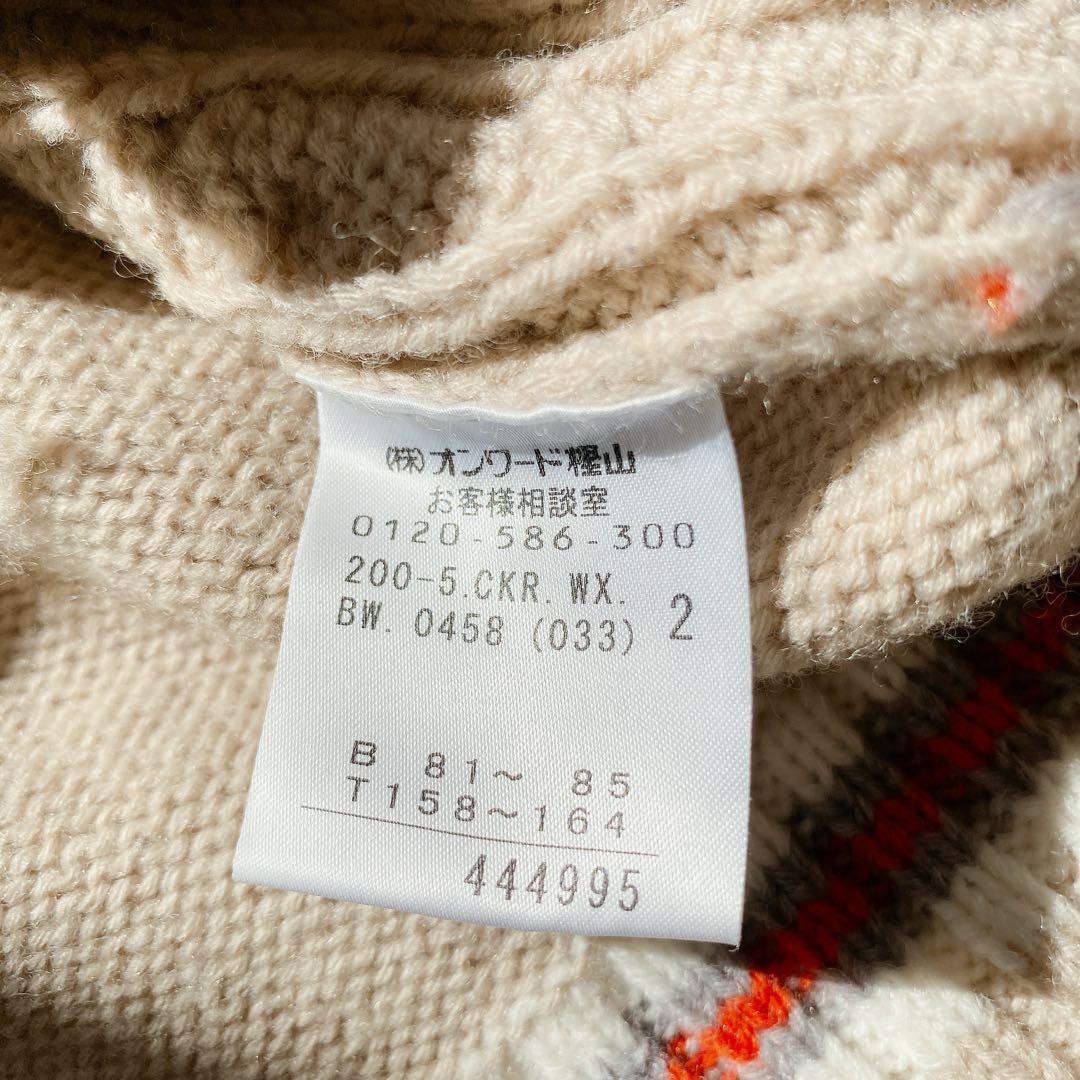 (株)オンワード樫山
お客様相談室
0120-586-300
200-5.CKR.WX.
BW. 0458 (033) 2
B 81～ 85
T158～164
444995